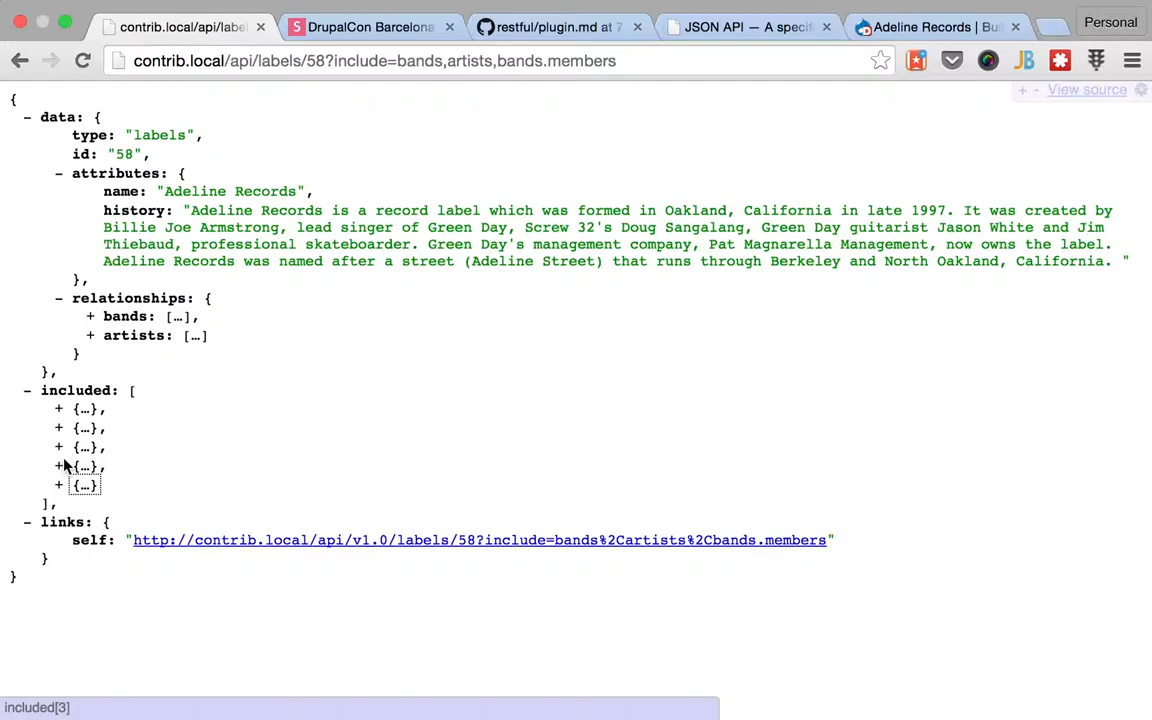 contrib.local/api/labe
DrupalCon Barcelona
restful/plugin.md at 7
JSON API — A specif
Adeline Records | Bui
Personal
contrib.local/api/labels/58?include=bands,artists,bands.members
JB
+ - View source
{
- data: {
type: "labels",
id: "58",
- attributes: {
name: "Adeline Records",
history: "Adeline Records is a record label which was formed in Oakland, California in late 1997. It was created by
Billie Joe Armstrong, lead singer of Green Day, Screw 32's Doug Sangalang, Green Day guitarist Jason White and Jim
Thiebaud, professional skateboarder. Green Day's management company, Pat Magnarella Management, now owns the label.
Adeline Records was named after a street (Adeline Street) that runs through Berkeley and North Oakland, California. "
},
- relationships: {
+ bands: […],
+ artists: […]
}
},
- included: [
+ {…},
+ {…},
+ {…},
+ {…},
+ {…}
],
- links: {
self: "http://contrib.local/api/v1.0/labels/58?include=bands%2Cartists%2Cbands.members"
}
}
included[3]